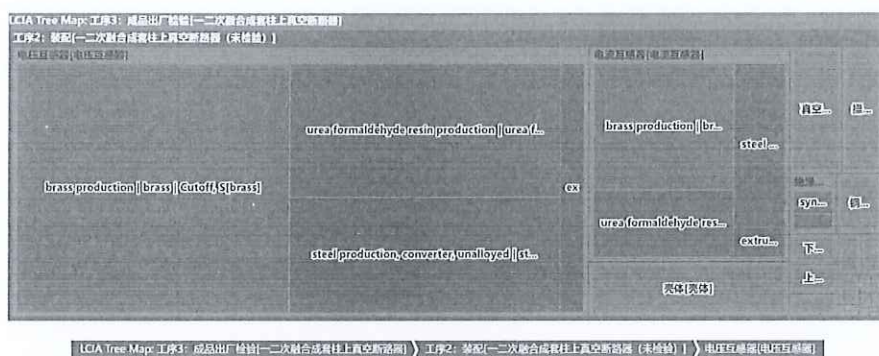 LCIA Tree Map: 工序3：成品出厂检验[一二次融合成套柱上真空断路器]
工序2：装配[一二次融合成套柱上真空断路器（未检验）]
电压互感器[电压互感器]
电流互感器[电流互感器]
brass production | brass | Cutoff, S[brass]
urea formaldehyde resin production | urea f...
steel production, converter, unalloyed | st...
ex
brass production | br...
steel ...
urea formaldehyde res...
extru...
壳体[壳体]
真空...
绝缘...
syn...
下...
上...
LCIA Tree Map: 工序3：成品出厂检验[一二次融合成套柱上真空断路器] 〉 工序2：装配[一二次融合成套柱上真空断路器（未检验）] 〉 电压互感器[电压互感器]